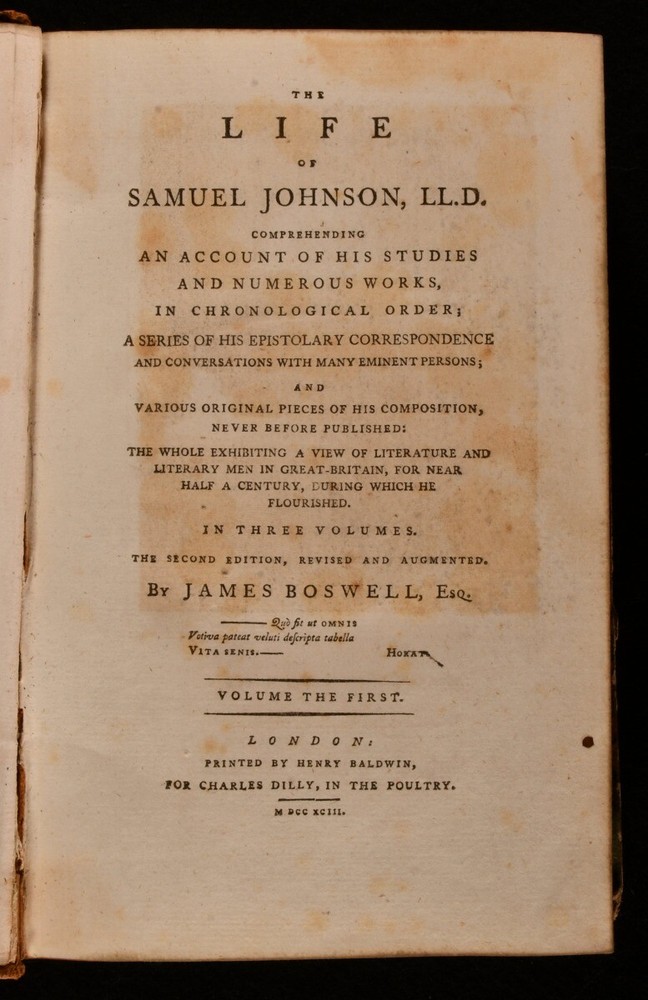 THE
LIFE
OF
SAMUEL JOHNSON, LL.D.
COMPREHENDING
AN ACCOUNT OF HIS STUDIES
AND NUMEROUS WORKS,
IN CHRONOLOGICAL ORDER;
A SERIES OF HIS EPISTOLARY CORRESPONDENCE
AND CONVERSATIONS WITH MANY EMINENT PERSONS;
AND
VARIOUS ORIGINAL PIECES OF HIS COMPOSITION,
NEVER BEFORE PUBLISHED:
THE WHOLE EXHIBITING A VIEW OF LITERATURE AND
LITERARY MEN IN GREAT-BRITAIN, FOR NEAR
HALF A CENTURY, DURING WHICH HE
FLOURISHED.
IN THREE VOLUMES.
THE SECOND EDITION, REVISED AND AUGMENTED.
By JAMES BOSWELL, Esq.
——— Quò fit ut OMNIS
Votiva pateat veluti deſcripta tabella
VITA SENIS.—— HORAT.
VOLUME THE FIRST.
LONDON:
PRINTED BY HENRY BALDWIN,
FOR CHARLES DILLY, IN THE POULTRY.
M DCC XCIII.